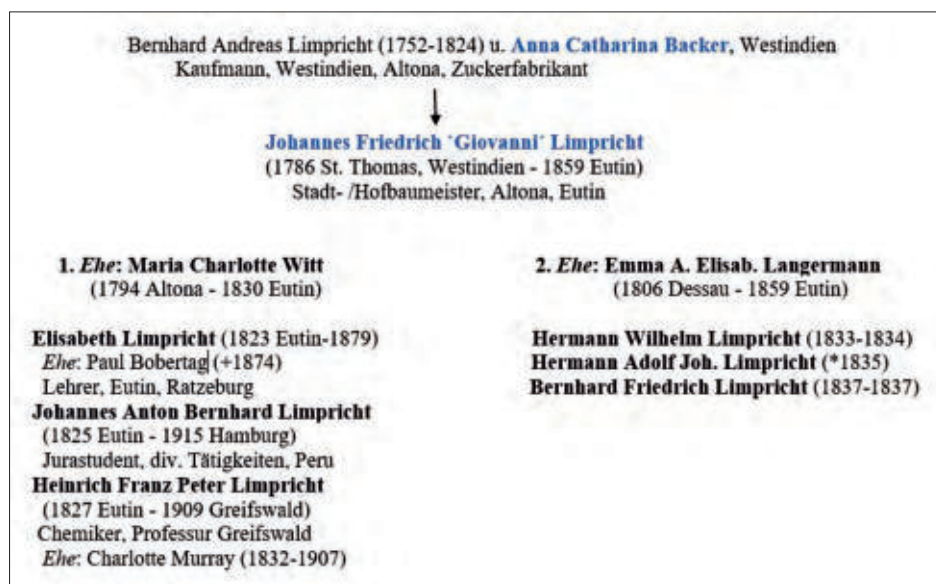 Bernhard Andreas Limpricht (1752-1824) u. Anna Catharina Backer, Westindien
Kaufmann, Westindien, Altona, Zuckerfabrikant
Johannes Friedrich ˋGiovanniˊ Limpricht
(1786 St. Thomas, Westindien - 1859 Eutin)
Stadt- /Hofbaumeister, Altona, Eutin
1. Ehe: Maria Charlotte Witt
(1794 Altona - 1830 Eutin)
Elisabeth Limpricht (1823 Eutin-1879)
Ehe: Paul Bobertag (+1874)
Lehrer, Eutin, Ratzeburg
Johannes Anton Bernhard Limpricht
(1825 Eutin - 1915 Hamburg)
Jurastudent, div. Tätigkeiten, Peru
Heinrich Franz Peter Limpricht
(1827 Eutin - 1909 Greifswald)
Chemiker, Professur Greifswald
Ehe: Charlotte Murray (1832-1907)
2. Ehe: Emma A. Elisab. Langermann
(1806 Dessau - 1859 Eutin)
Hermann Wilhelm Limpricht (1833-1834)
Hermann Adolf Joh. Limpricht (*1835)
Bernhard Friedrich Limpricht (1837-1837)